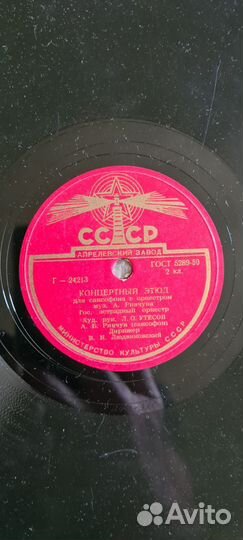 СССР
АПРЕЛЕВСКИЙ ЗАВОД
ГОСТ 5289-50
2 кл.
Г — 24213
КОНЦЕРТНЫЙ ЭТЮД
для саксофона с оркестром
муз. А. Ривчуна
Гос. эстрадный оркестр
Худ. рук. Л. О. УТЕСОВ
А. Б. Ривчун (саксофон)
Дирижер
В. Н. Людвиковский
МИНИСТЕРСТВО КУЛЬТУРЫ СССР
Avito